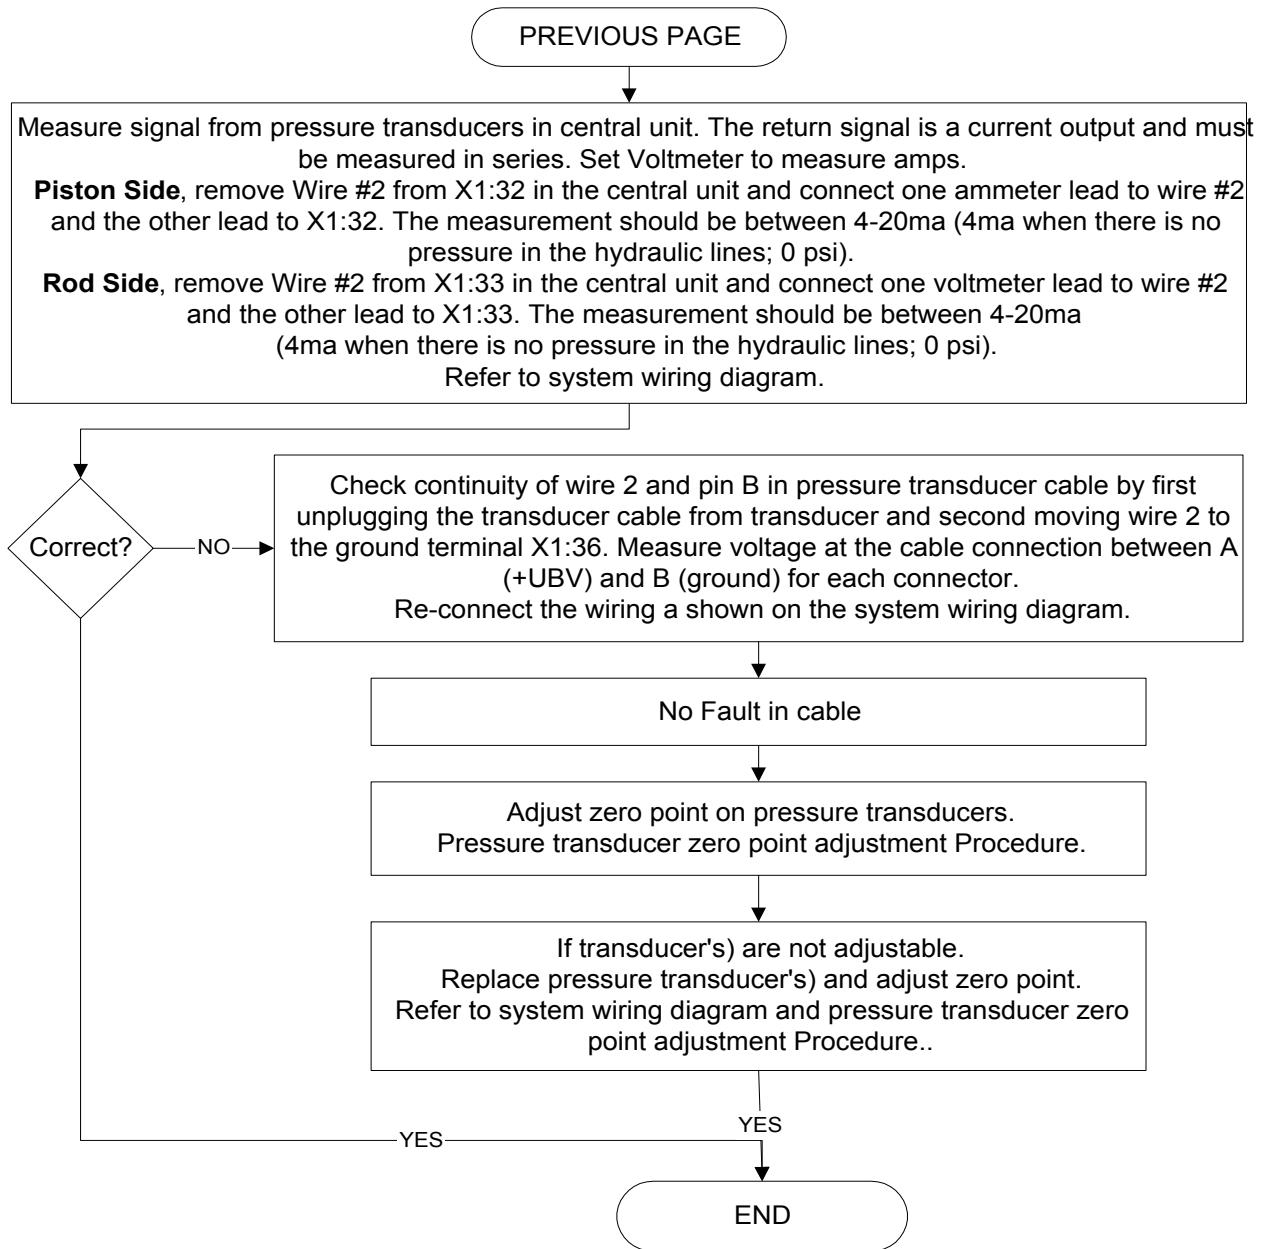 PREVIOUS PAGE
Measure signal from pressure transducers in central unit. The return signal is a current output and must
be measured in series. Set Voltmeter to measure amps.
Piston Side, remove Wire #2 from X1:32 in the central unit and connect one ammeter lead to wire #2
and the other lead to X1:32. The measurement should be between 4-20ma (4ma when there is no
pressure in the hydraulic lines; 0 psi).
Rod Side, remove Wire #2 from X1:33 in the central unit and connect one voltmeter lead to wire #2
and the other lead to X1:33. The measurement should be between 4-20ma
(4ma when there is no pressure in the hydraulic lines; 0 psi).
Refer to system wiring diagram.
Correct?
NO
Check continuity of wire 2 and pin B in pressure transducer cable by first
unplugging the transducer cable from transducer and second moving wire 2 to
the ground terminal X1:36. Measure voltage at the cable connection between A
(+UBV) and B (ground) for each connector.
Re-connect the wiring a shown on the system wiring diagram.
No Fault in cable
Adjust zero point on pressure transducers.
Pressure transducer zero point adjustment Procedure.
If transducer's) are not adjustable.
Replace pressure transducer's) and adjust zero point.
Refer to system wiring diagram and pressure transducer zero
point adjustment Procedure..
YES
YES
END